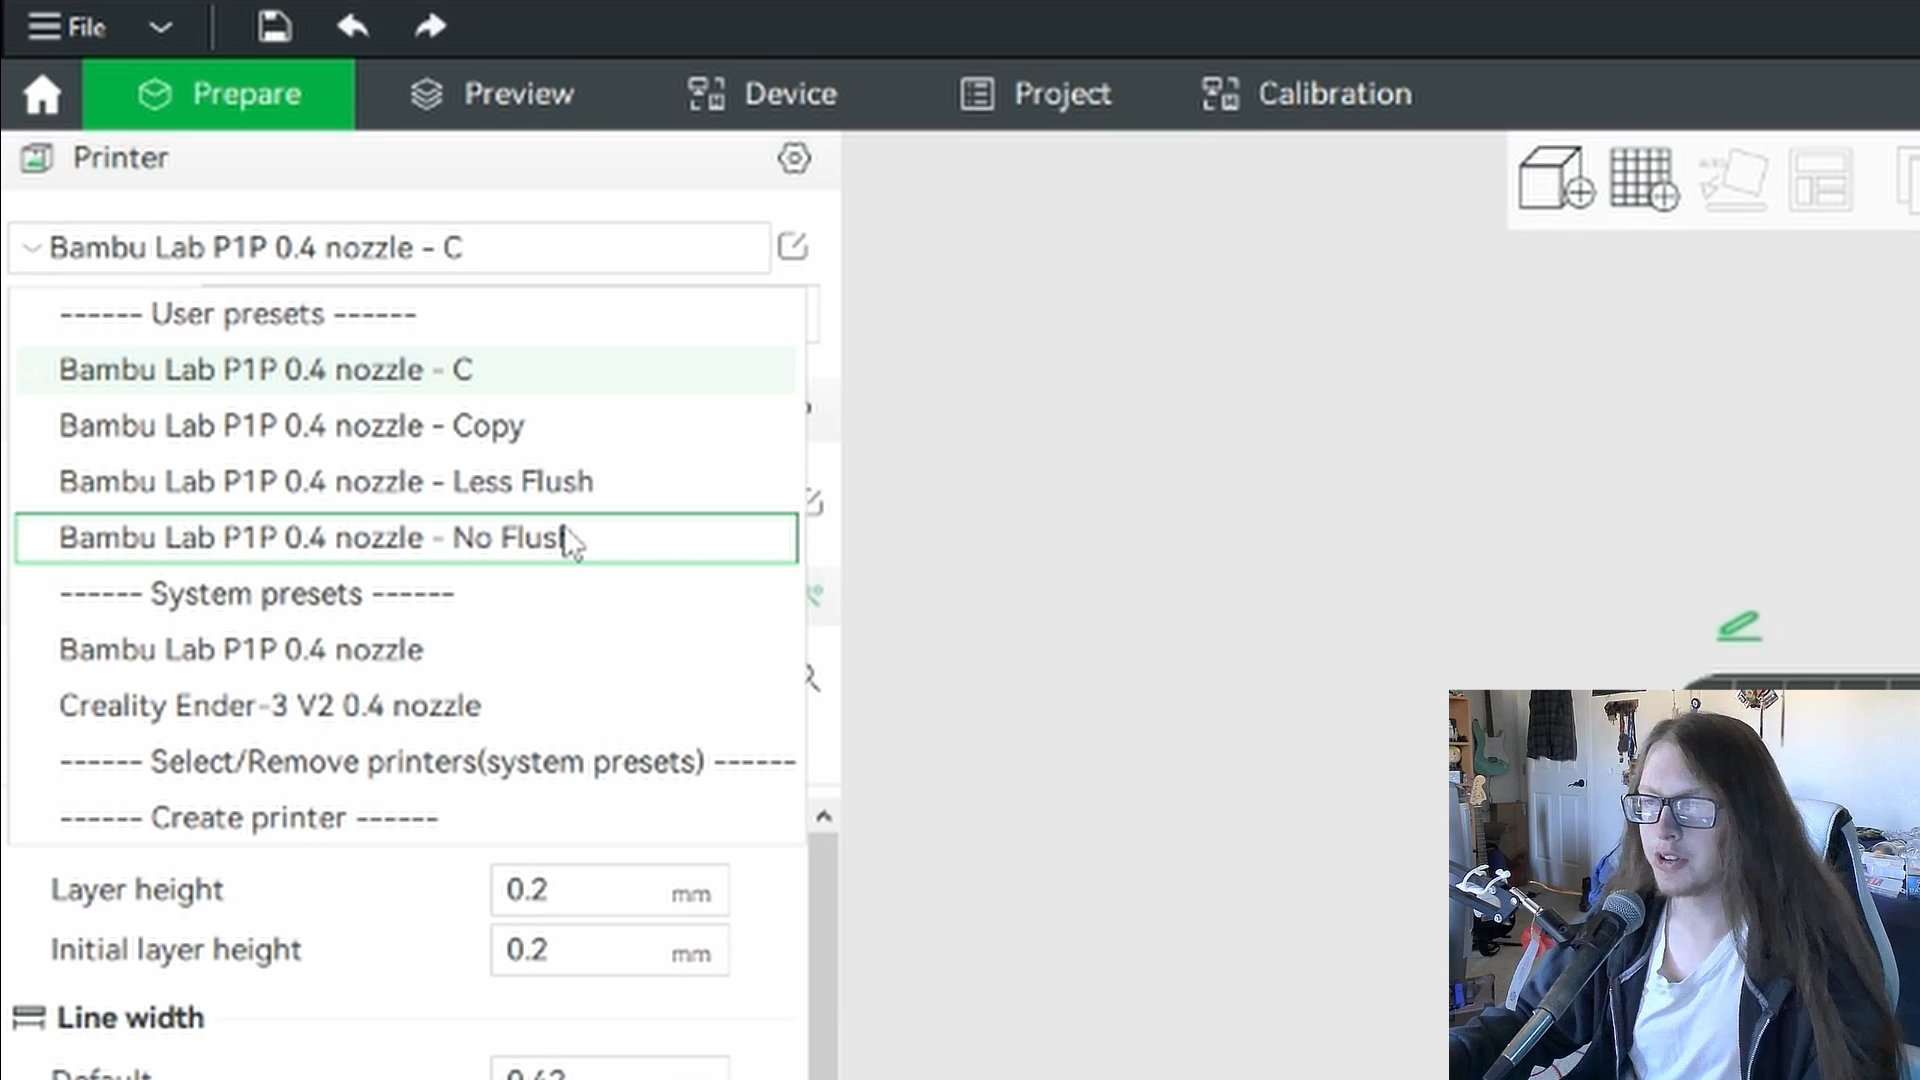 File
Prepare
Preview
Device
Project
Calibration
Printer
Bambu Lab P1P 0.4 nozzle - C
------ User presets ------
Bambu Lab P1P 0.4 nozzle - C
Bambu Lab P1P 0.4 nozzle - Copy
Bambu Lab P1P 0.4 nozzle - Less Flush
Bambu Lab P1P 0.4 nozzle - No Flush
------ System presets ------
Bambu Lab P1P 0.4 nozzle
Creality Ender-3 V2 0.4 nozzle
------ Select/Remove printers(system presets) ------
------ Create printer ------
Layer height 0.2 mm
Initial layer height 0.2 mm
Line width
Default 0.42